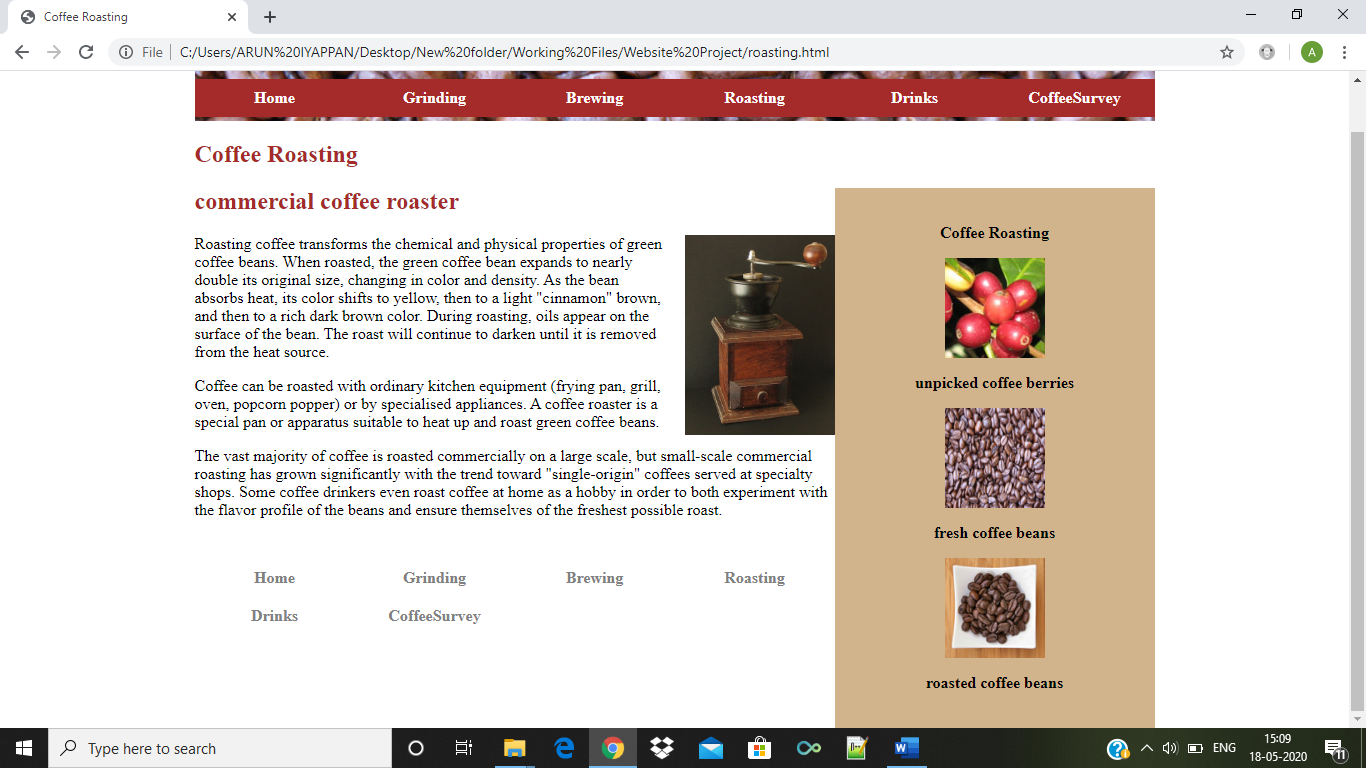 Coffee Roasting
File
C:/Users/ARUN%20IYAPPAN/Desktop/New%20folder/Working%20Files/Website%20Project/roasting.html
A
Home Grinding Brewing Roasting Drinks CoffeeSurvey
Coffee Roasting
commercial coffee roaster
Roasting coffee transforms the chemical and physical properties of green
coffee beans. When roasted, the green coffee bean expands to nearly
double its original size, changing in color and density. As the bean
absorbs heat, its color shifts to yellow, then to a light "cinnamon" brown,
and then to a rich dark brown color. During roasting, oils appear on the
surface of the bean. The roast will continue to darken until it is removed
from the heat source.
Coffee can be roasted with ordinary kitchen equipment (frying pan, grill,
oven, popcorn popper) or by specialised appliances. A coffee roaster is a
special pan or apparatus suitable to heat up and roast green coffee beans.
The vast majority of coffee is roasted commercially on a large scale, but small-scale commercial
roasting has grown significantly with the trend toward "single-origin" coffees served at specialty
shops. Some coffee drinkers even roast coffee at home as a hobby in order to both experiment with
the flavor profile of the beans and ensure themselves of the freshest possible roast.
Coffee Roasting
unpicked coffee berries
fresh coffee beans
roasted coffee beans
Home Grinding Brewing Roasting
Drinks CoffeeSurvey
Type here to search
ENG
15:09
18-05-2020
11